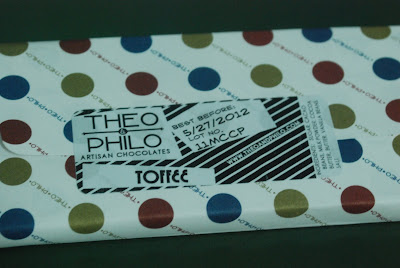 THEO
&
PHILO
ARTISAN CHOCOLATES
TOFFEE
BEST BEFORE:
5/27/2012
LOT NO.
11MCCP
WWW.THEOANDPHILO.COM